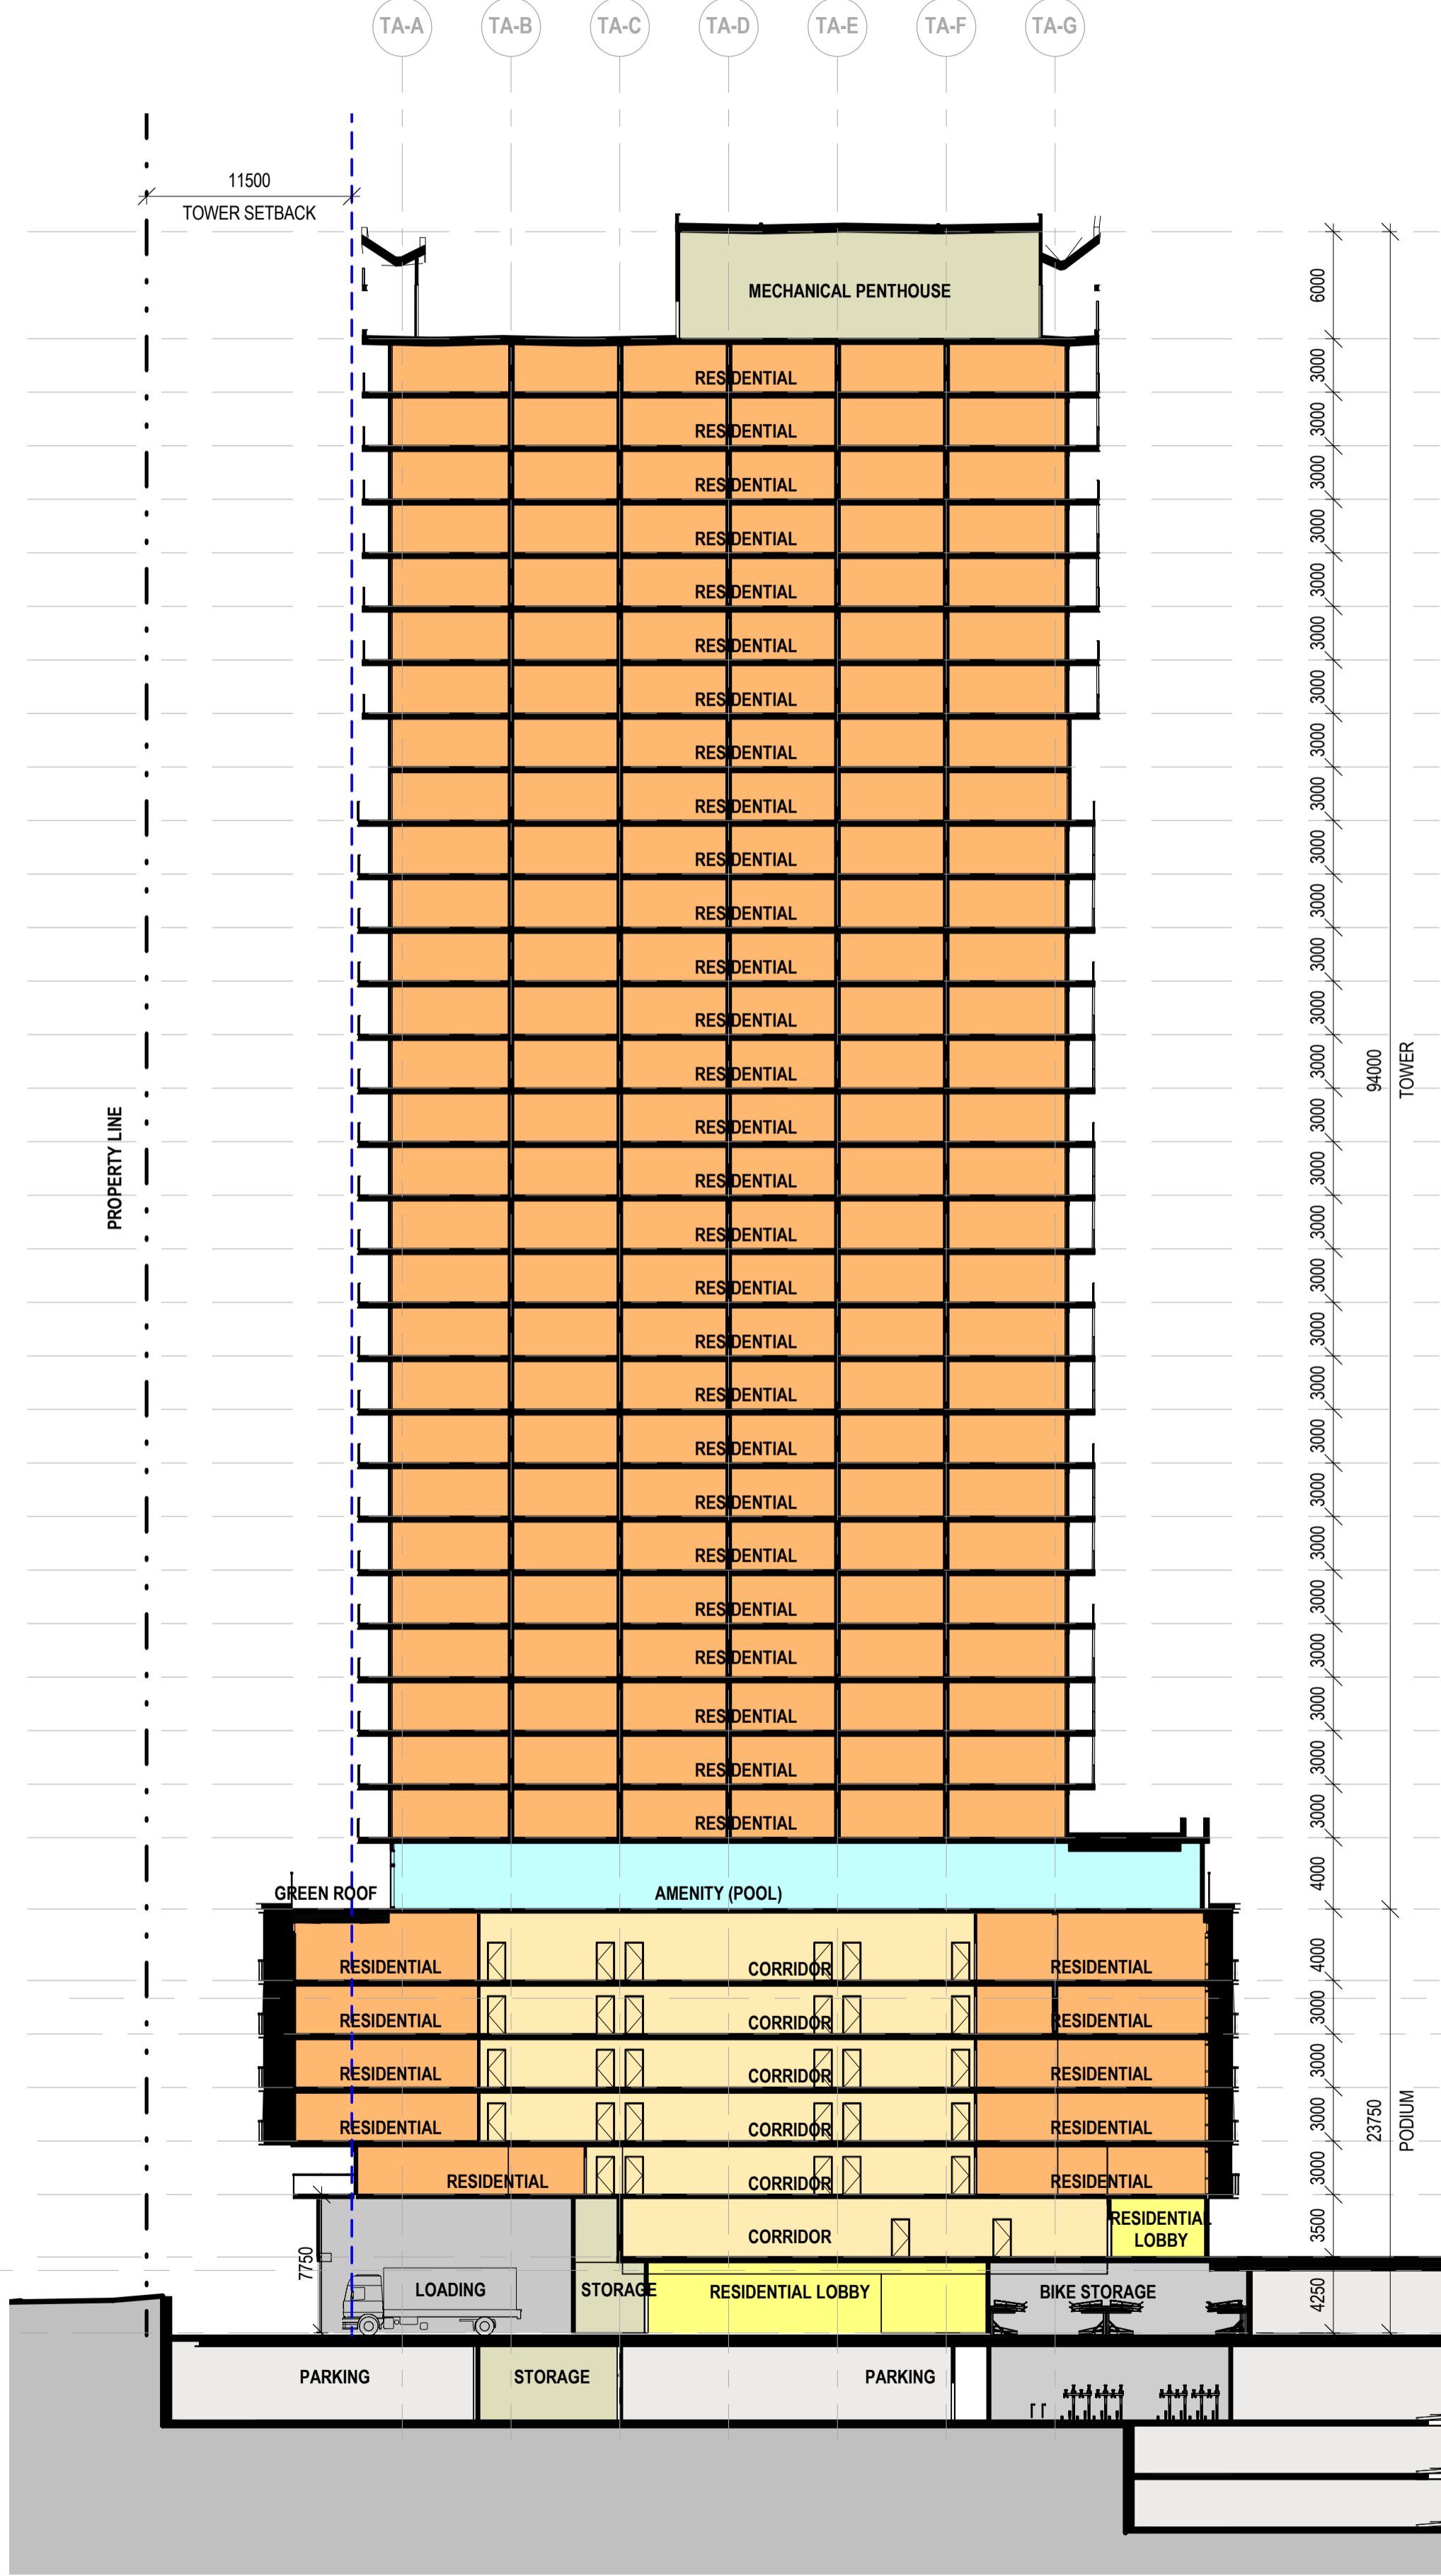 TA-A TA-B TA-C TA-D TA-E TA-F TA-G
11500
TOWER SETBACK
MECHANICAL PENTHOUSE
6000
RESIDENTIAL
3000
RESIDENTIAL
3000
RESIDENTIAL
3000
RESIDENTIAL
3000
RESIDENTIAL
3000
RESIDENTIAL
3000
RESIDENTIAL
3000
RESIDENTIAL
3000
RESIDENTIAL
3000
RESIDENTIAL
3000
RESIDENTIAL
3000
RESIDENTIAL
3000
RESIDENTIAL
3000
RESIDENTIAL
3000
94000
TOWER
RESIDENTIAL
3000
PROPERTY LINE
RESIDENTIAL
3000
RESIDENTIAL
3000
RESIDENTIAL
3000
RESIDENTIAL
3000
RESIDENTIAL
3000
RESIDENTIAL
3000
RESIDENTIAL
3000
RESIDENTIAL
3000
RESIDENTIAL
3000
RESIDENTIAL
3000
RESIDENTIAL
3000
RESIDENTIAL
3000
RESIDENTIAL
3000
GREEN ROOF
AMENITY (POOL)
4000
RESIDENTIAL
CORRIDOR
RESIDENTIAL
4000
RESIDENTIAL
CORRIDOR
RESIDENTIAL
3000
RESIDENTIAL
CORRIDOR
RESIDENTIAL
3000
RESIDENTIAL
CORRIDOR
RESIDENTIAL
3000
23750
PODIUM
RESIDENTIAL
CORRIDOR
RESIDENTIAL
3000
CORRIDOR
RESIDENTIAL
LOBBY
3500
7750
LOADING
STORAGE
RESIDENTIAL LOBBY
BIKE STORAGE
4250
PARKING
STORAGE
PARKING